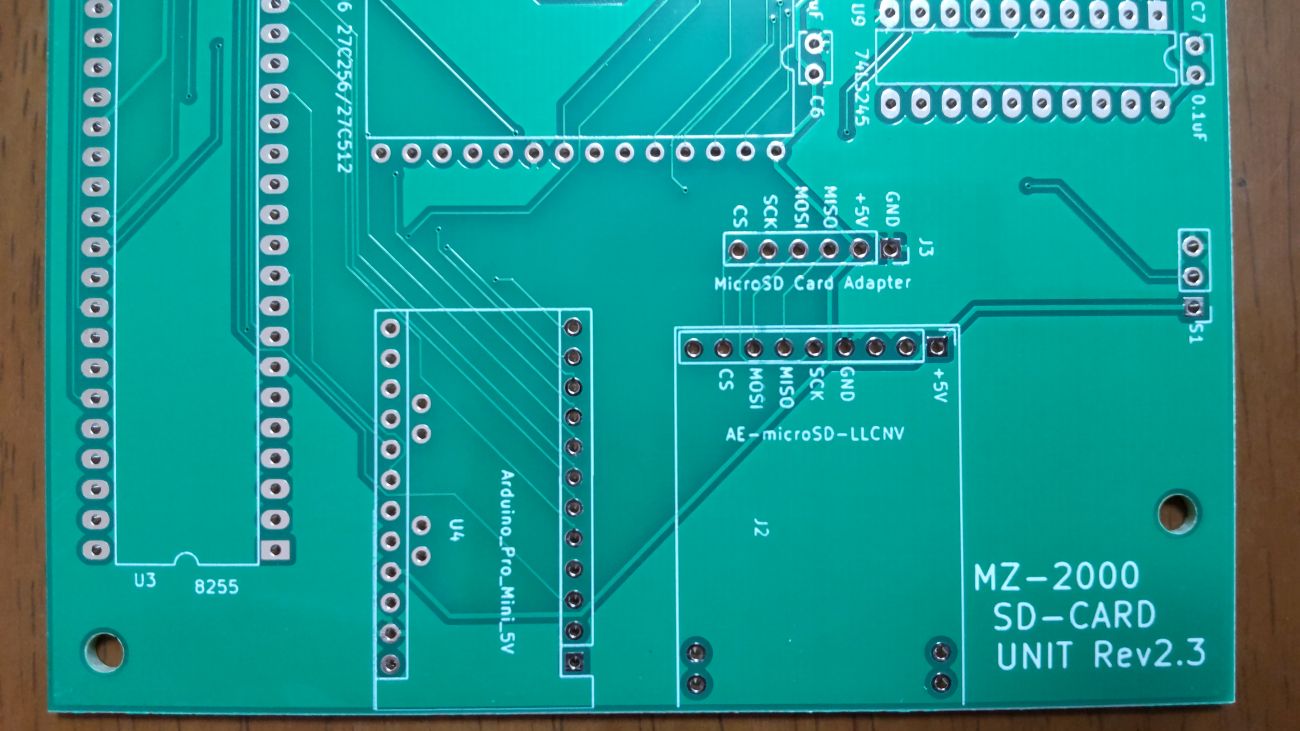 U9
C7
27C256/27C512
74LS245
C6
0.1uF
CS
SCK
MOSI
MISO
+5V
GND
J3
MicroSD Card Adapter
S1
CS
MOSI
MISO
SCK
GND
+5V
AE-microSD-LLCNV
Arduino_Pro_Mini_5V
U4
J2
U3
8255
MZ-2000
SD-CARD
UNIT Rev2.3